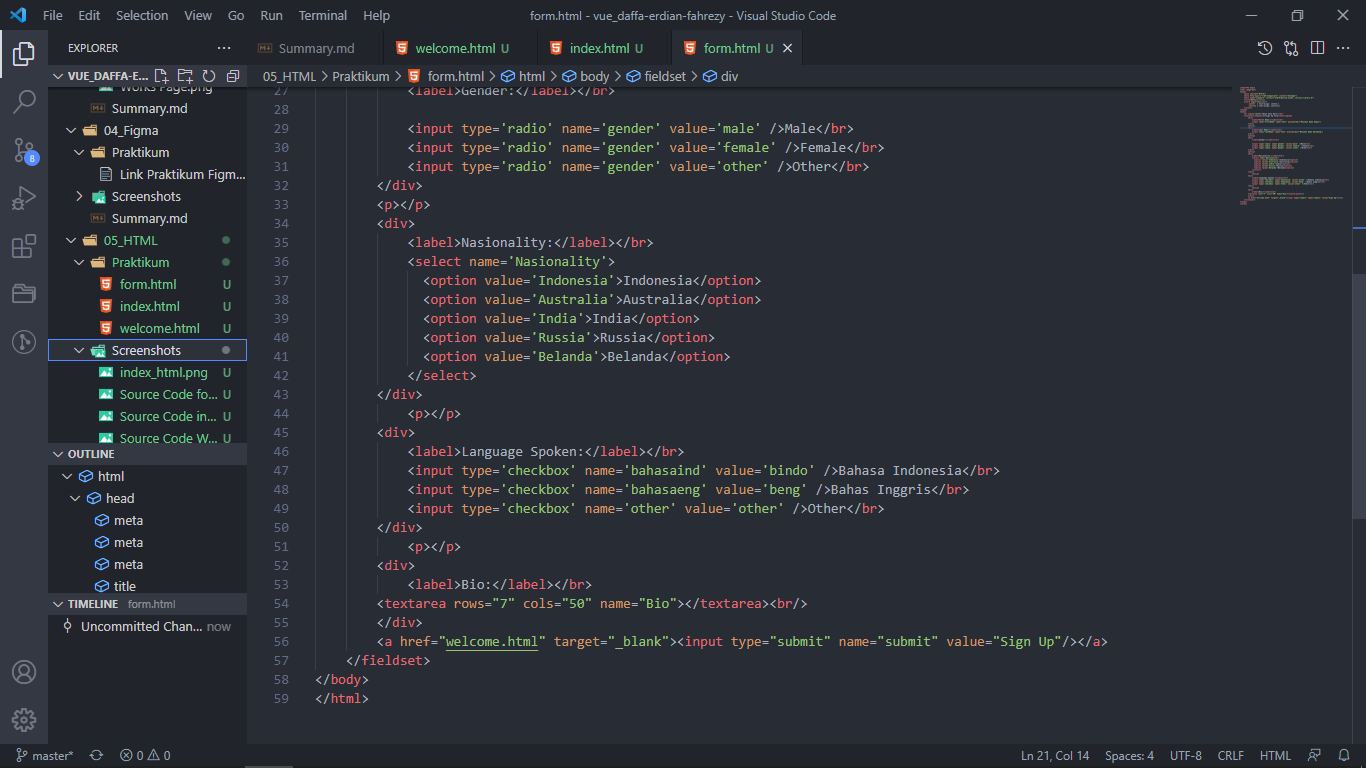 File Edit Selection View Go Run Terminal Help form.html - vue_daffa-erdian-fahrezy - Visual Studio Code
EXPLORER
Summary.md welcome.html U index.html U form.html U
VUE_DAFFA-E...
05_HTML > Praktikum > form.html > html > body > fieldset > div
Works Page.png
Summary.md
04_Figma
Praktikum
Link Praktikum Figm...
Screenshots
Summary.md
05_HTML
Praktikum
form.html U
index.html U
welcome.html U
Screenshots
index_html.png U
Source Code fo... U
Source Code in... U
Source Code W... U
OUTLINE
html
head
meta
meta
meta
title
TIMELINE form.html
Uncommitted Chan... now
8
27 <label>Gender:</label></br>
28
29 <input type='radio' name='gender' value='male' />Male</br>
30 <input type='radio' name='gender' value='female' />Female</br>
31 <input type='radio' name='gender' value='other' />Other</br>
32 </div>
33 <p></p>
34 <div>
35 <label>Nasionality:</label></br>
36 <select name='Nasionality'>
37 <option value='Indonesia'>Indonesia</option>
38 <option value='Australia'>Australia</option>
39 <option value='India'>India</option>
40 <option value='Russia'>Russia</option>
41 <option value='Belanda'>Belanda</option>
42 </select>
43 </div>
44 <p></p>
45 <div>
46 <label>Language Spoken:</label></br>
47 <input type='checkbox' name='bahasaind' value='bindo' />Bahasa Indonesia</br>
48 <input type='checkbox' name='bahasaeng' value='beng' />Bahas Inggris</br>
49 <input type='checkbox' name='other' value='other' />Other</br>
50 </div>
51 <p></p>
52 <div>
53 <label>Bio:</label></br>
54 <textarea rows="7" cols="50" name="Bio"></textarea><br/>
55 </div>
56 <a href="welcome.html" target="_blank"><input type="submit" name="submit" value="Sign Up"/></a>
57 </fieldset>
58 </body>
59 </html>
master* 0 0 Ln 21, Col 14 Spaces: 4 UTF-8 CRLF HTML